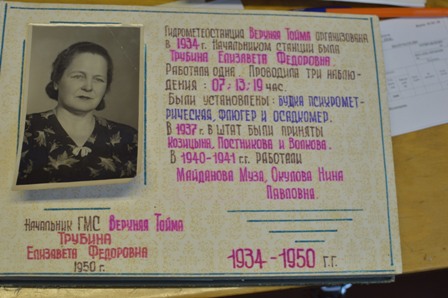 Гидрометеостанция Верхняя Тойма организована
в 1934 г. Начальником станции была
Трубина Елизавета Федоровна.
Работала одна. Проводила три наблю-
дения: 07; 13; 19 час.
Были установлены: будка психромет-
рическая, флюгер и осадкомер.
В 1937 г. в штат были приняты
Козицына, Постникова и Волкова.
В 1940-1941 г.г. работали
Майданова Муза, Окулова Нина
Павловна.
Начальник ГМС Верхняя Тойма
Трубина
Елизавета Федоровна
1950 г.
1934-1950 г.г.